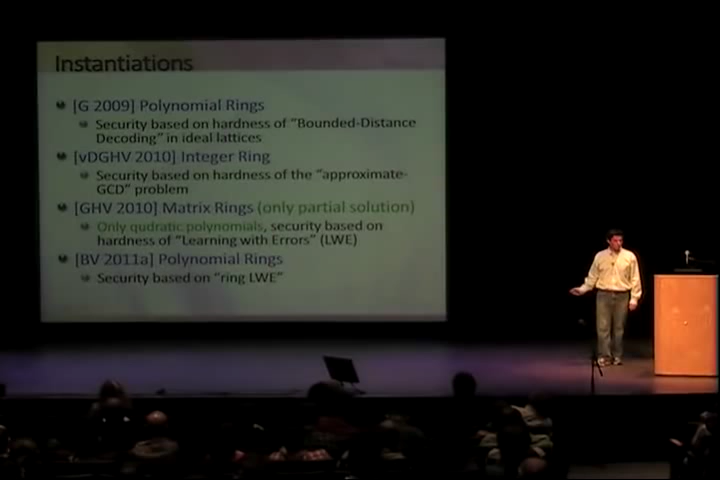 Instantiations
[G 2009] Polynomial Rings
Security based on hardness of "Bounded-Distance
Decoding" in ideal lattices
[vDGHV 2010] Integer Ring
Security based on hardness of the "approximate-
GCD" problem
[GHV 2010] Matrix Rings (only partial solution)
Only qudratic polynomials, security based on
hardness of "Learning with Errors" (LWE)
[BV 2011a] Polynomial Rings
Security based on "ring LWE"